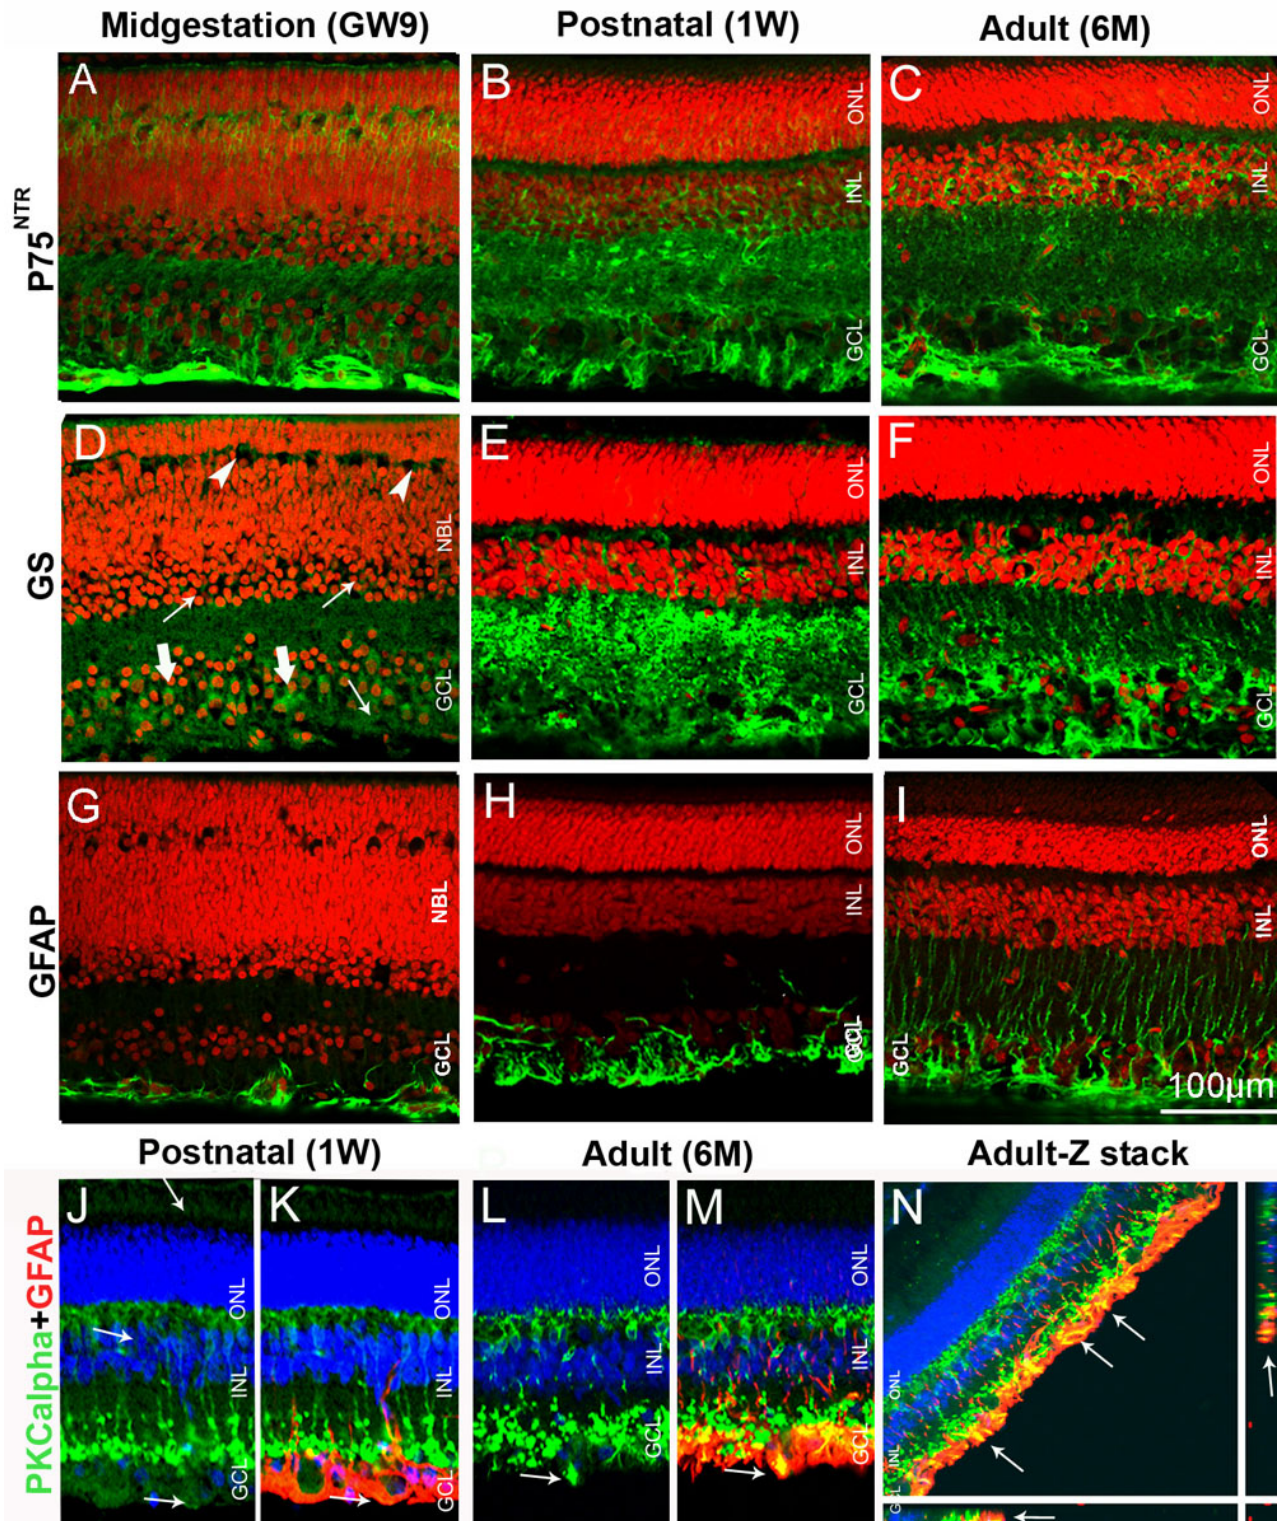 Midgestation (GW9) Postnatal (1W) Adult (6M)
P75NTR
A B C
ONL ONL
INL INL
GCL GCL
GS
D E F
NBL ONL ONL
INL INL
GCL GCL GCL
GFAP
G H I
NBL ONL ONL
INL INL
GCL GCL GCL
100µm
Postnatal (1W) Adult (6M) Adult-Z stack
PKCalpha+GFAP
J K L M N
ONL ONL ONL ONL ONL
INL INL INL INL INL
GCL GCL GCL GCL GCL